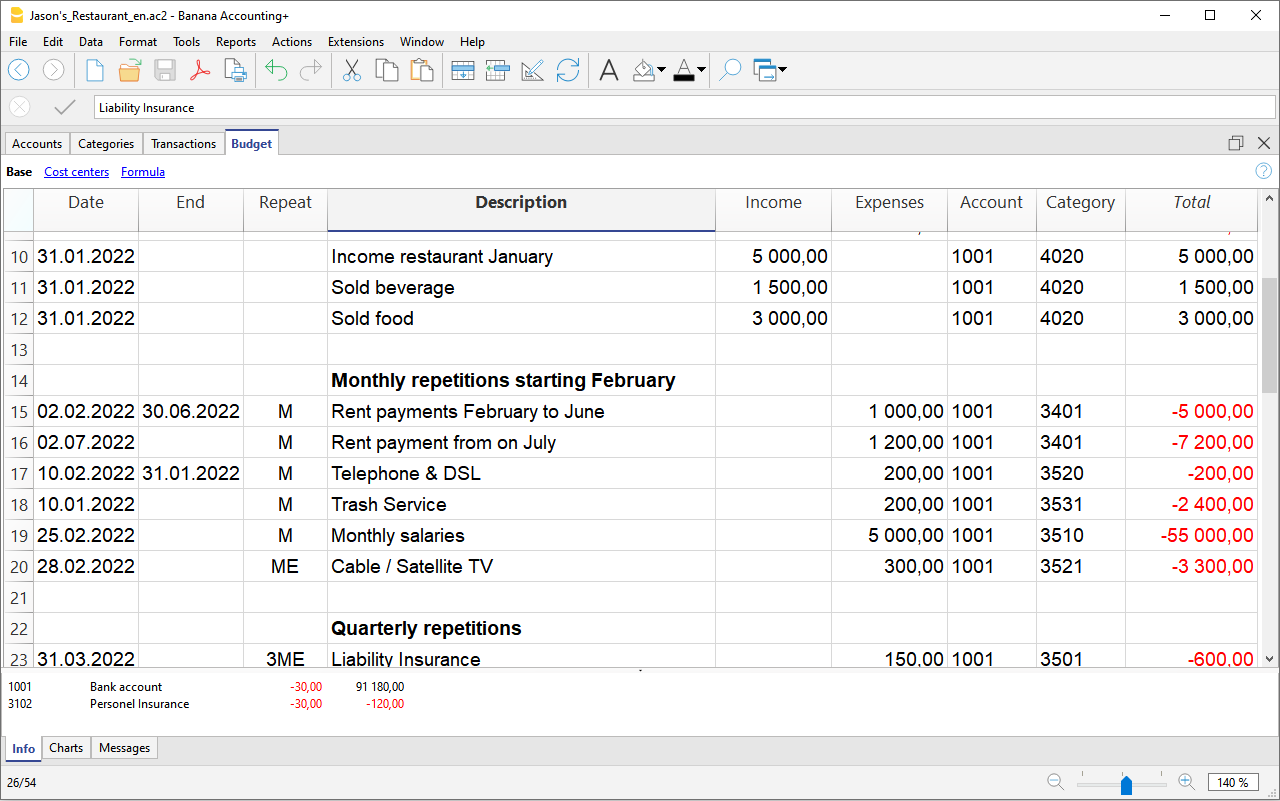 Jason's_Restaurant_en.ac2 - Banana Accounting+
File Edit Data Format Tools Reports Actions Extensions Window Help
Liability Insurance
Accounts Categories Transactions Budget
Base Cost centers Formula
Date End Repeat Description Income Expenses Account Category Total
10 31.01.2022 Income restaurant January 5 000,00 1001 4020 5 000,00
11 31.01.2022 Sold beverage 1 500,00 1001 4020 1 500,00
12 31.01.2022 Sold food 3 000,00 1001 4020 3 000,00
13
14 Monthly repetitions starting February
15 02.02.2022 30.06.2022 M Rent payments February to June 1 000,00 1001 3401 -5 000,00
16 02.07.2022 M Rent payment from on July 1 200,00 1001 3401 -7 200,00
17 10.02.2022 31.01.2022 M Telephone & DSL 200,00 1001 3520 -200,00
18 10.01.2022 M Trash Service 200,00 1001 3531 -2 400,00
19 25.02.2022 M Monthly salaries 5 000,00 1001 3510 -55 000,00
20 28.02.2022 ME Cable / Satellite TV 300,00 1001 3521 -3 300,00
21
22 Quarterly repetitions
23 31.03.2022 3ME Liability Insurance 150,00 1001 3501 -600,00
1001 Bank account -30,00 91 180,00
3102 Personel Insurance -30,00 -120,00
Info Charts Messages
26/54 140 %